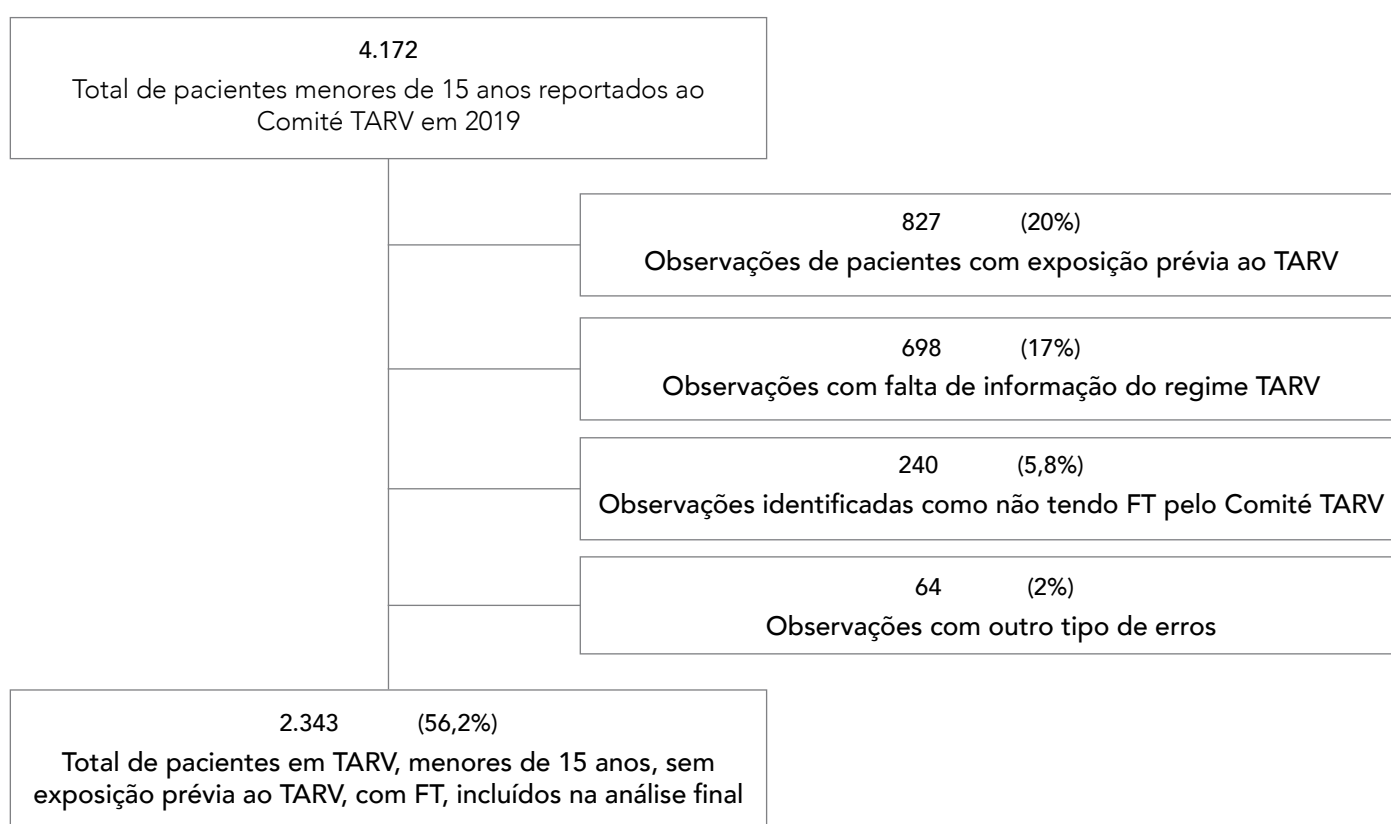 4.172
Total de pacientes menores de 15 anos reportados ao
Comité TARV em 2019
827 (20%)
Observações de pacientes com exposição prévia ao TARV
698 (17%)
Observações com falta de informação do regime TARV
240 (5,8%)
Observações identificadas como não tendo FT pelo Comité TARV
64 (2%)
Observações com outro tipo de erros
2.343 (56,2%)
Total de pacientes em TARV, menores de 15 anos, sem
exposição prévia ao TARV, com FT, incluídos na análise final